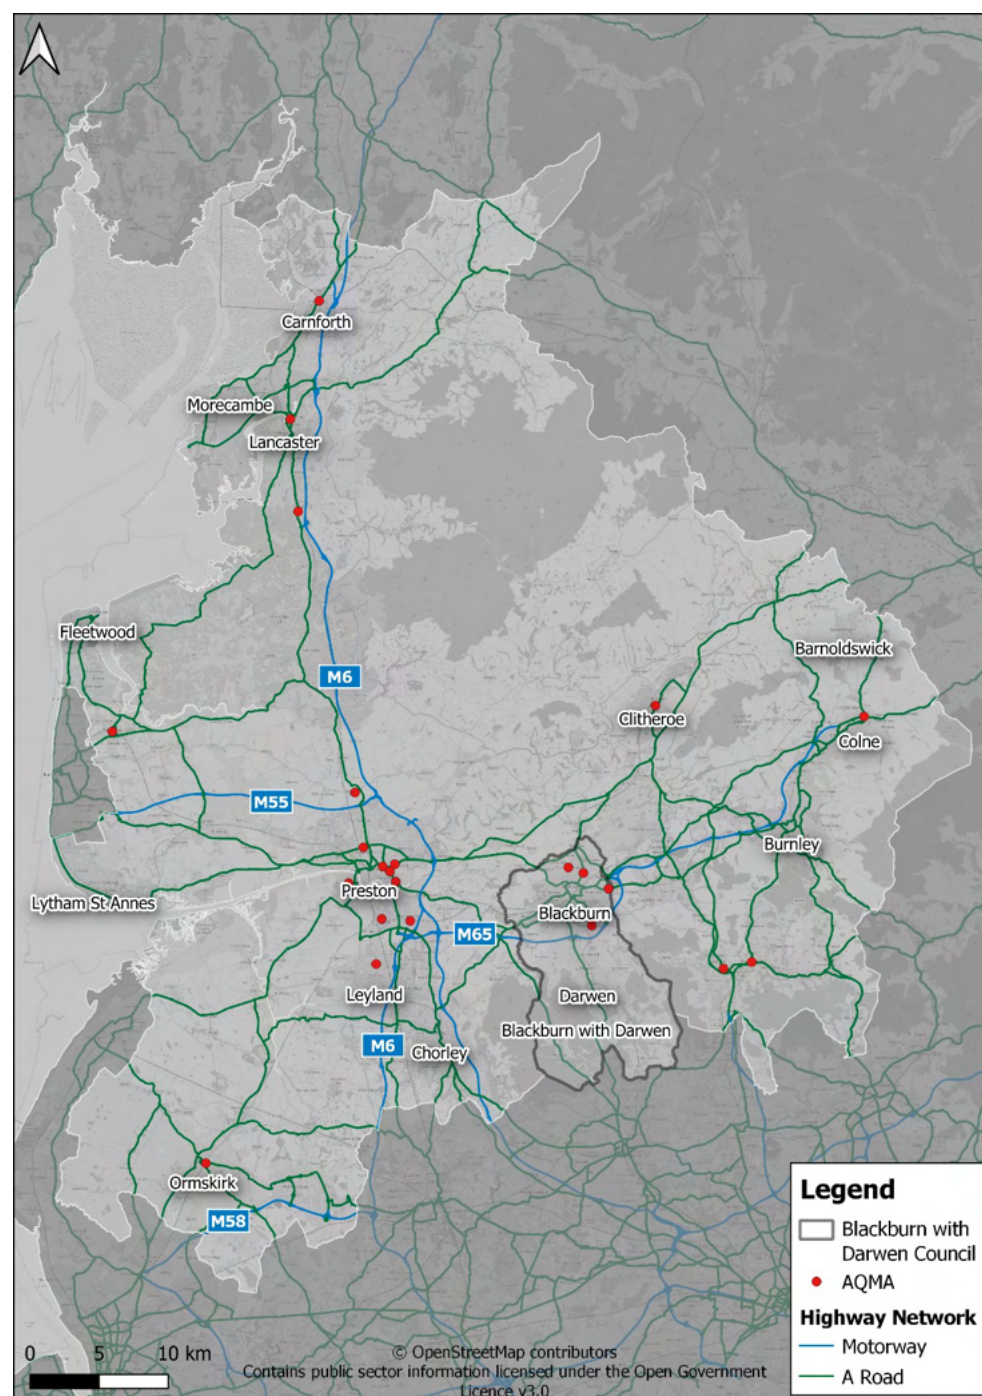 Carnforth
Morecambe
Lancaster
Fleetwood
Barnoldswick
M6
Clitheroe
Colne
M55
Burnley
Preston
Lytham St Annes
Blackburn
M65
Leyland
Darwen
Blackburn with Darwen
M6
Chorley
Ormskirk
M58
Legend
Blackburn with
Darwen Council
AQMA
Highway Network
Motorway
A Road
0 5 10 km
© OpenStreetMap contributors
Contains public sector information licensed under the Open Government
Licence v3.0